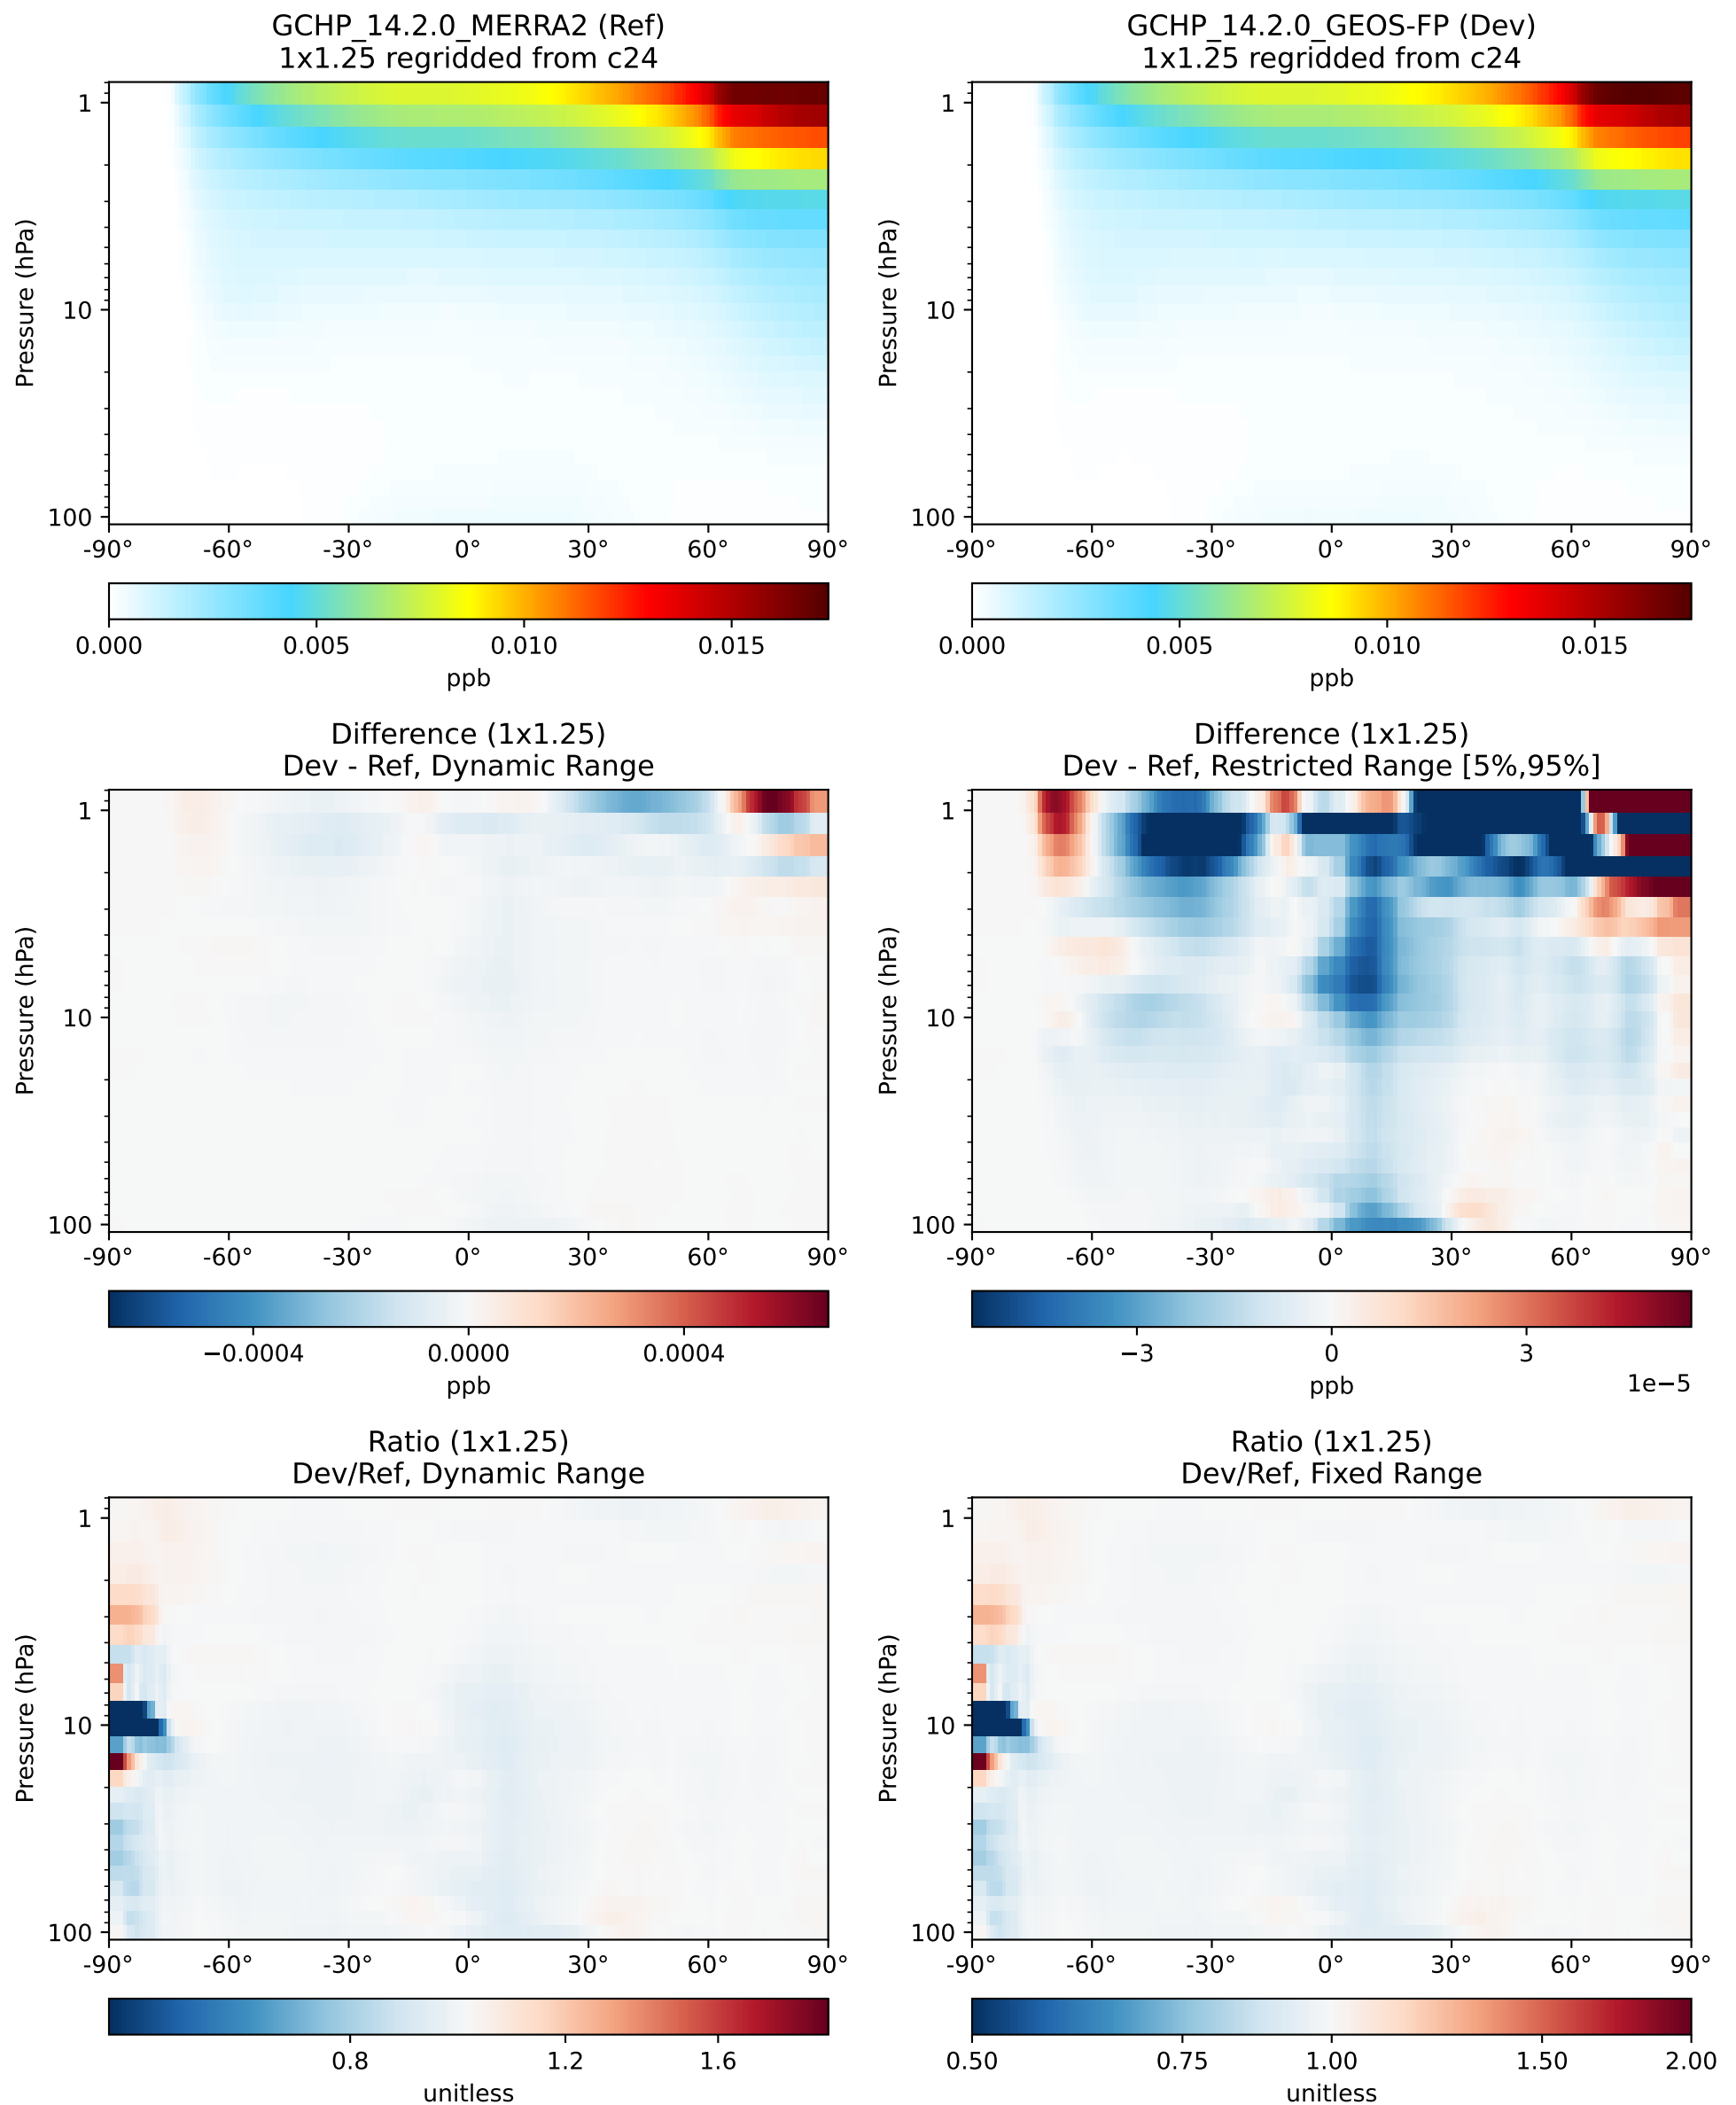 GCHP_14.2.0_MERRA2 (Ref)
1x1.25 regridded from c24
Pressure (hPa)
1
10
100
-90° -60° -30° 0° 30° 60° 90°
0.000 0.005 0.010 0.015
ppb
GCHP_14.2.0_GEOS-FP (Dev)
1x1.25 regridded from c24
Pressure (hPa)
1
10
100
-90° -60° -30° 0° 30° 60° 90°
0.000 0.005 0.010 0.015
ppb
Difference (1x1.25)
Dev - Ref, Dynamic Range
Pressure (hPa)
1
10
100
-90° -60° -30° 0° 30° 60° 90°
−0.0004 0.0000 0.0004
ppb
Difference (1x1.25)
Dev - Ref, Restricted Range [5%,95%]
Pressure (hPa)
1
10
100
-90° -60° -30° 0° 30° 60° 90°
−3 0 3
ppb
1e−5
Ratio (1x1.25)
Dev/Ref, Dynamic Range
Pressure (hPa)
1
10
100
-90° -60° -30° 0° 30° 60° 90°
0.8 1.2 1.6
unitless
Ratio (1x1.25)
Dev/Ref, Fixed Range
Pressure (hPa)
1
10
100
-90° -60° -30° 0° 30° 60° 90°
0.50 0.75 1.00 1.50 2.00
unitless